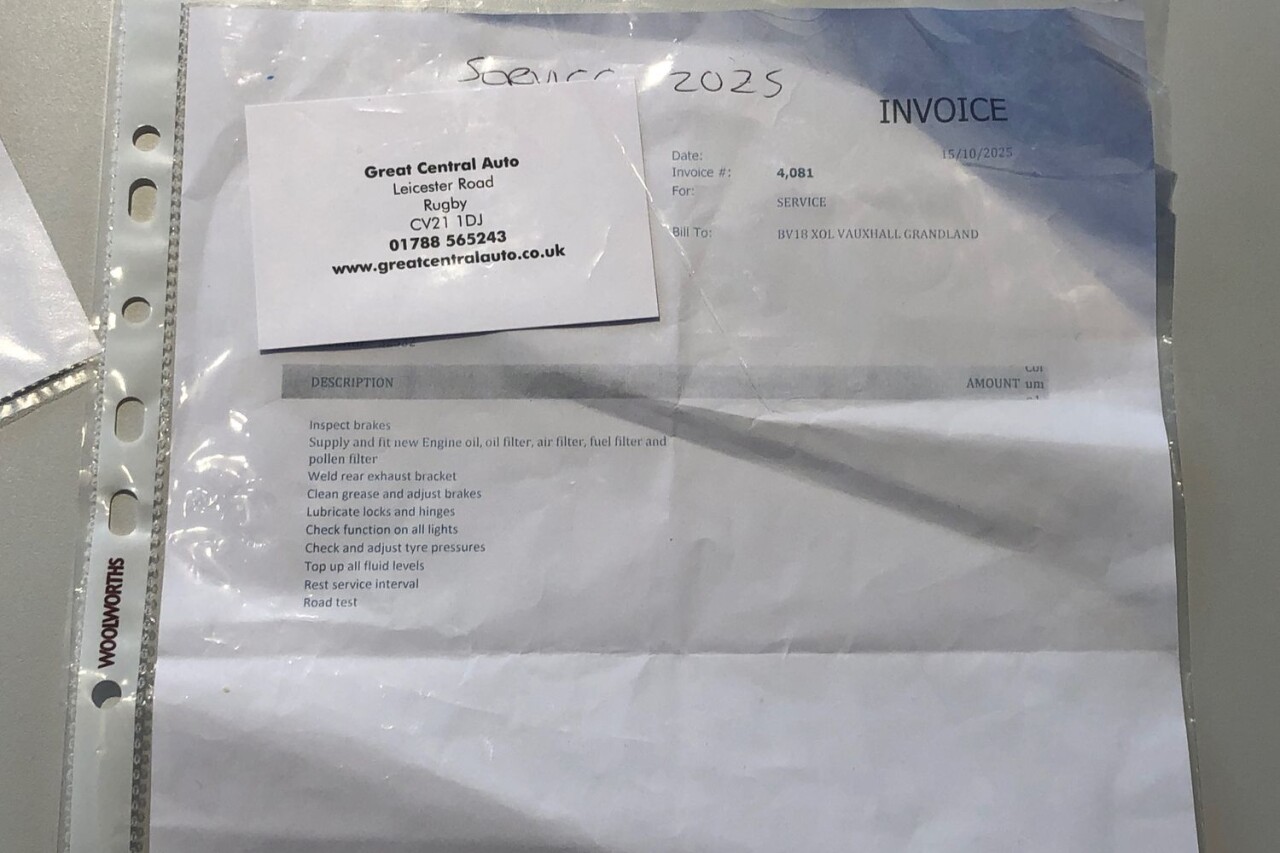 2025
INVOICE
Great Central Auto
Leicester Road
Rugby
CV21 1DJ
01788 565243
www.greatcentralauto.co.uk
Date: 15/10/2025
Invoice #: 4,081
For:
SERVICE
Bill To: BV18 XOL VAUXHALL GRANDLAND
DESCRIPTION AMOUNT
Inspect brakes
Supply and fit new Engine oil, oil filter, air filter, fuel filter and
pollen filter
Weld rear exhaust bracket
Clean grease and adjust brakes
Lubricate locks and hinges
Check function on all lights
Check and adjust tyre pressures
Top up all fluid levels
Rest service interval
Road test
WOOLWORTHS